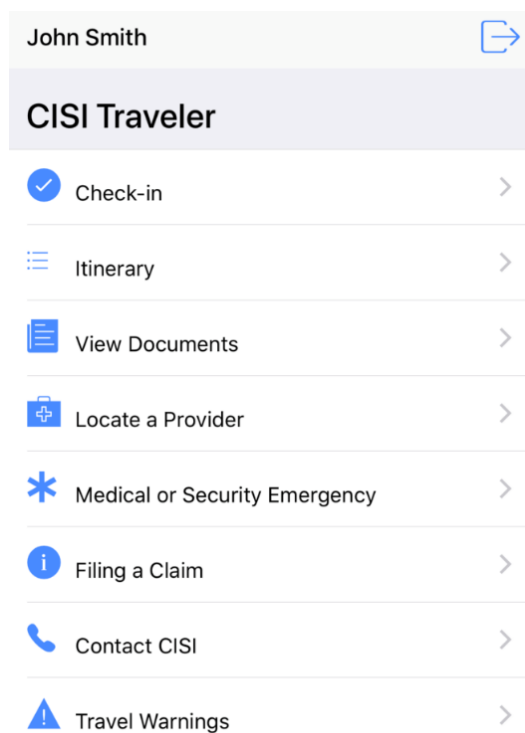 John Smith
CISI Traveler
Check-in
Itinerary
View Documents
Locate a Provider
Medical or Security Emergency
Filing a Claim
Contact CISI
Travel Warnings